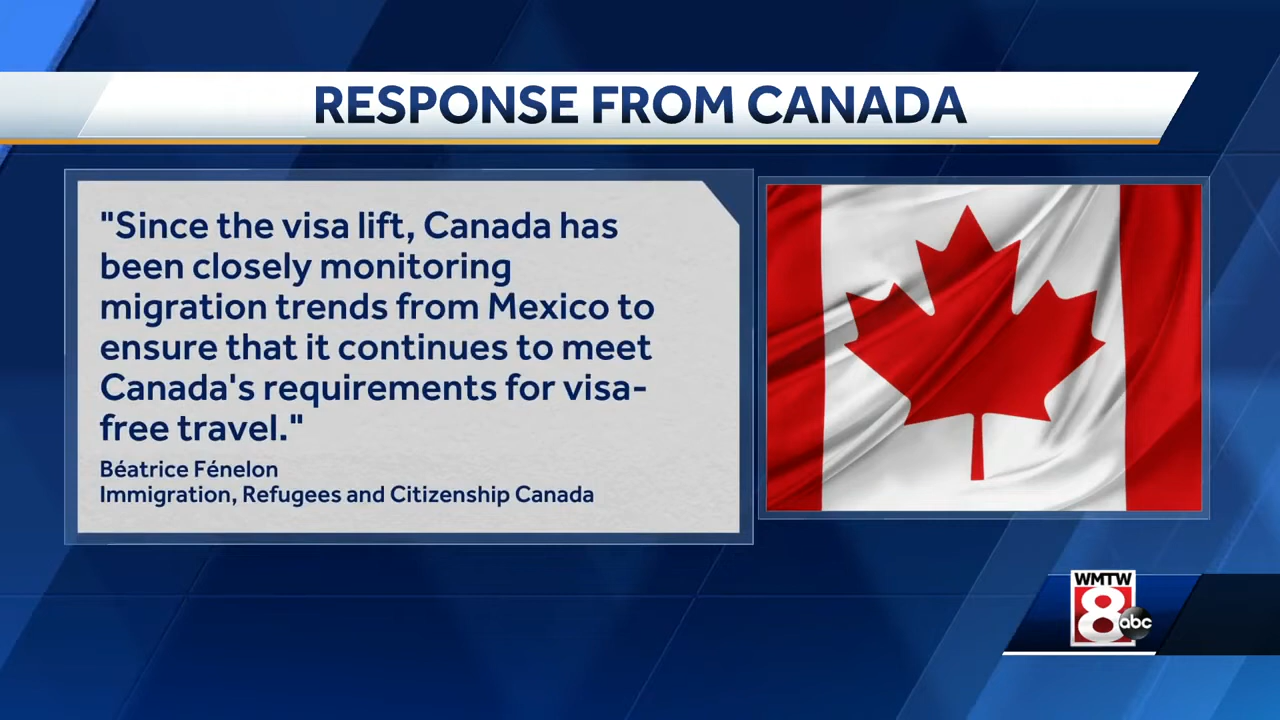 RESPONSE FROM CANADA
"Since the visa lift, Canada has
been closely monitoring
migration trends from Mexico to
ensure that it continues to meet
Canada's requirements for visa-
free travel."
Béatrice Fénelon
Immigration, Refugees and Citizenship Canada
WMTW
8
abc